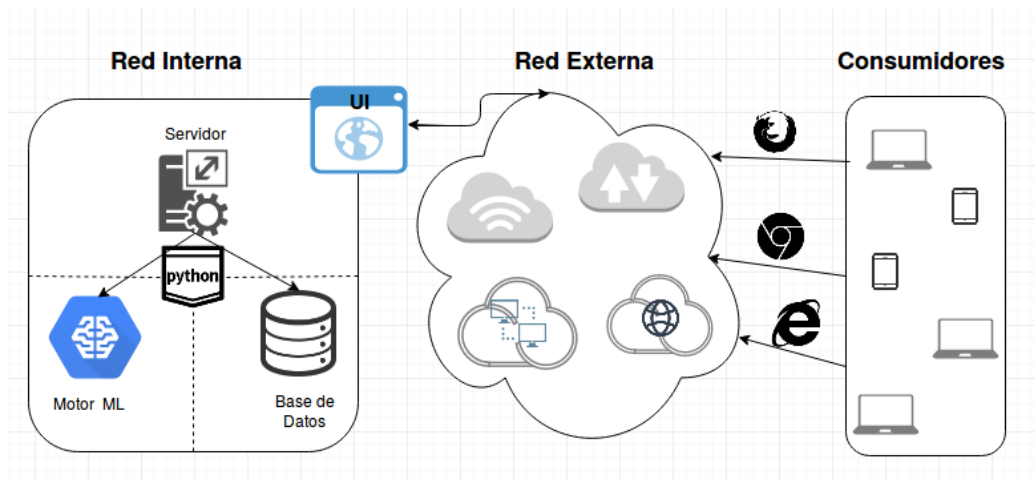 Red Interna
Red Externa
Consumidores
UI
Servidor
python
Motor ML
Base de
Datos